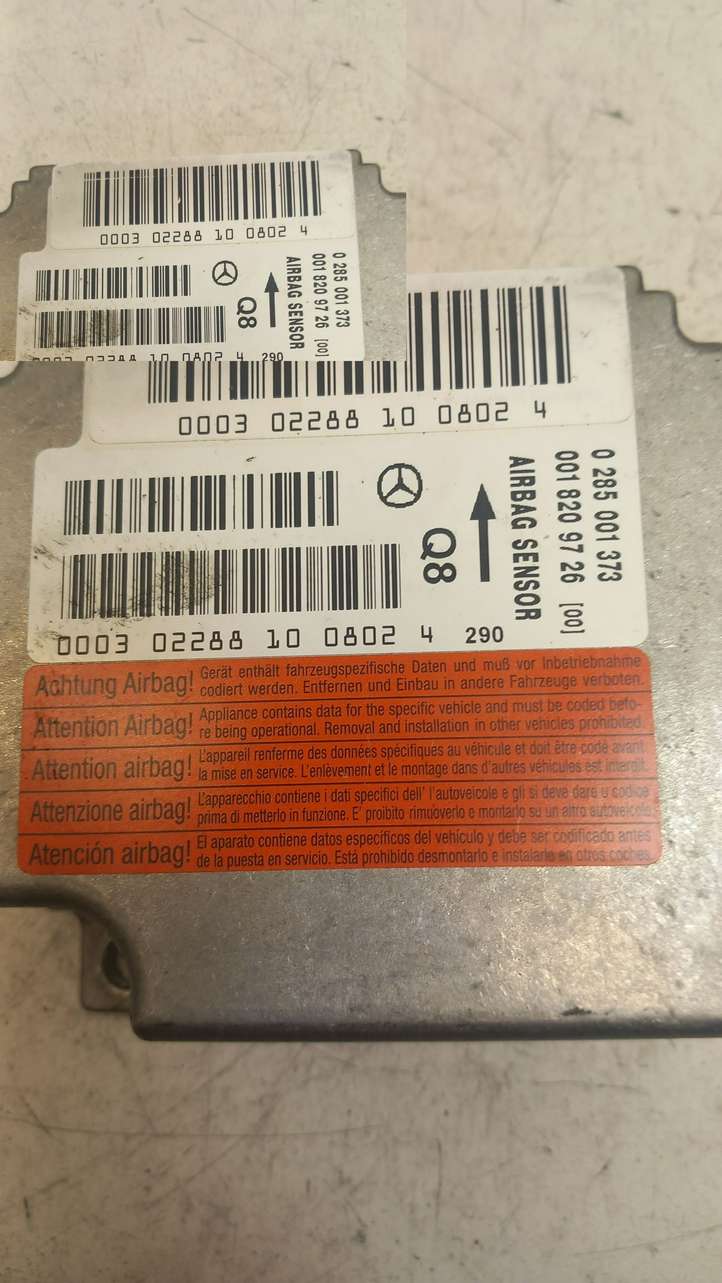 0003 02288 10 0802 4
0 285 001 373
001 820 97 26 [00]
AIRBAG SENSOR
Q8
0003 02288 10 0802 4 290
0003 02288 10 0802 4
0 285 001 373
001 820 97 26 [00]
AIRBAG SENSOR
Q8
0003 02288 10 0802 4 290
Achtung Airbag! Gerät enthält fahrzeugspezifische Daten und muß vor Inbetriebnahme
codiert werden. Entfernen und Einbau in andere Fahrzeuge verboten.
Attention Airbag! Appliance contains data for the specific vehicle and must be coded befo-
re being operational. Removal and installation in other vehicles prohibited.
Attention airbag! L'appareil renferme des données spécifiques au véhicule et doit être codé avant
la mise en service. L'enlèvement et le montage dans d'autres véhicules est interdit.
Attenzione airbag! L'apparecchio contiene i dati specifici dell' l'autoveicole e gli si deve dare u codice
prima di metterlo in funzione. E' proibito rimuoverlo e montarlo su un altro autoveicolo.
Atención airbag! El aparato contiene datos específicos del vehículo y debe ser codificado antes
de la puesta en servicio. Está prohibido desmontarlo e instalarlo en otros coches.